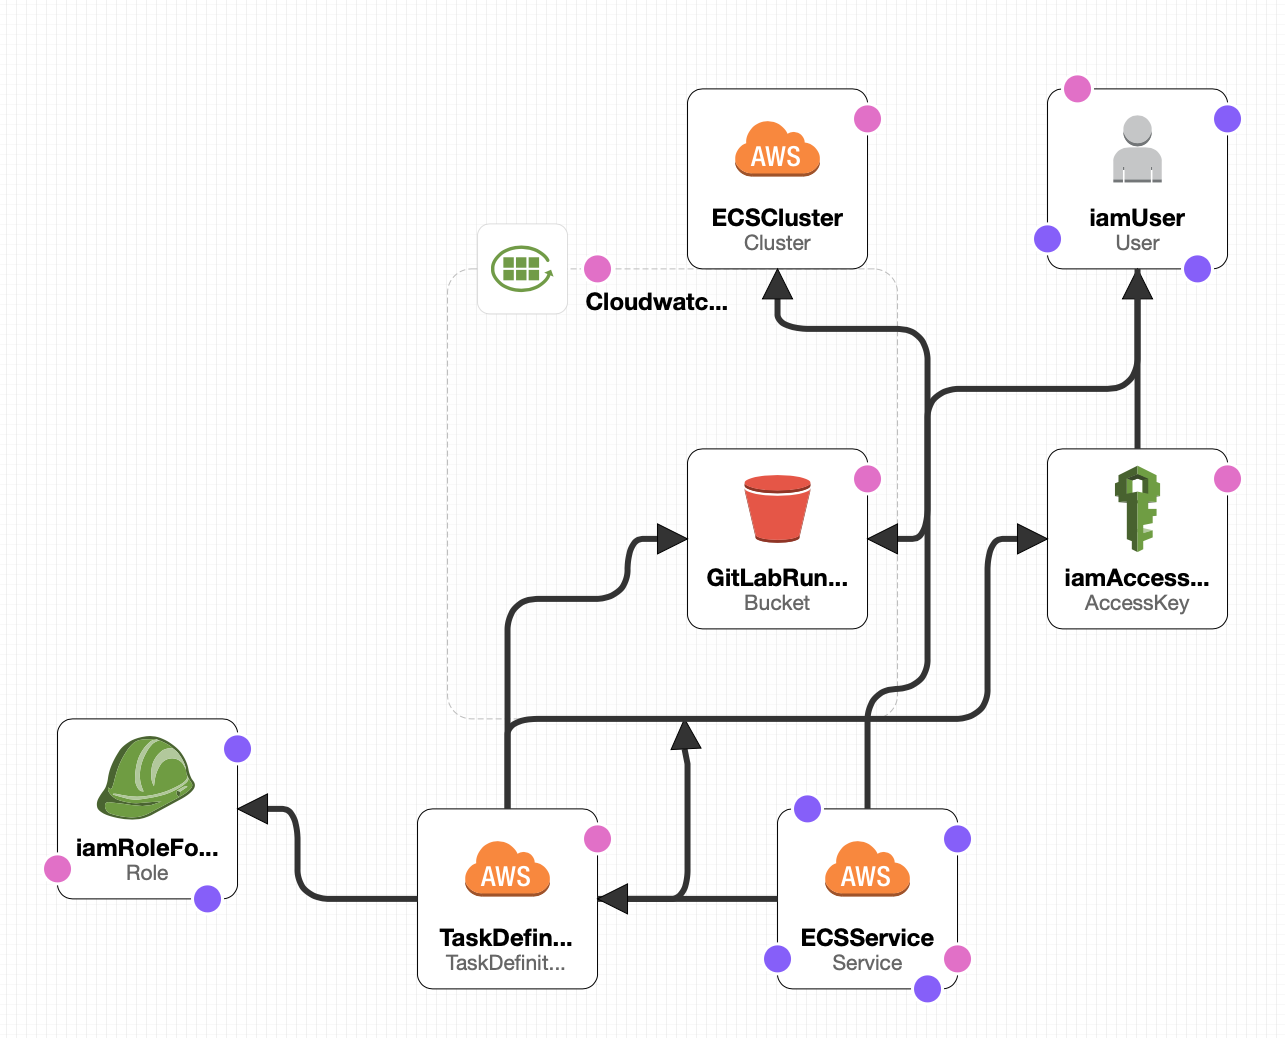 AWS
ECSCluster
Cluster
iamUser
User
Cloudwatc...
GitLabRun...
Bucket
iamAccess...
AccessKey
iamRoleFo...
Role
AWS
TaskDefin...
TaskDefinit...
AWS
ECSService
Service